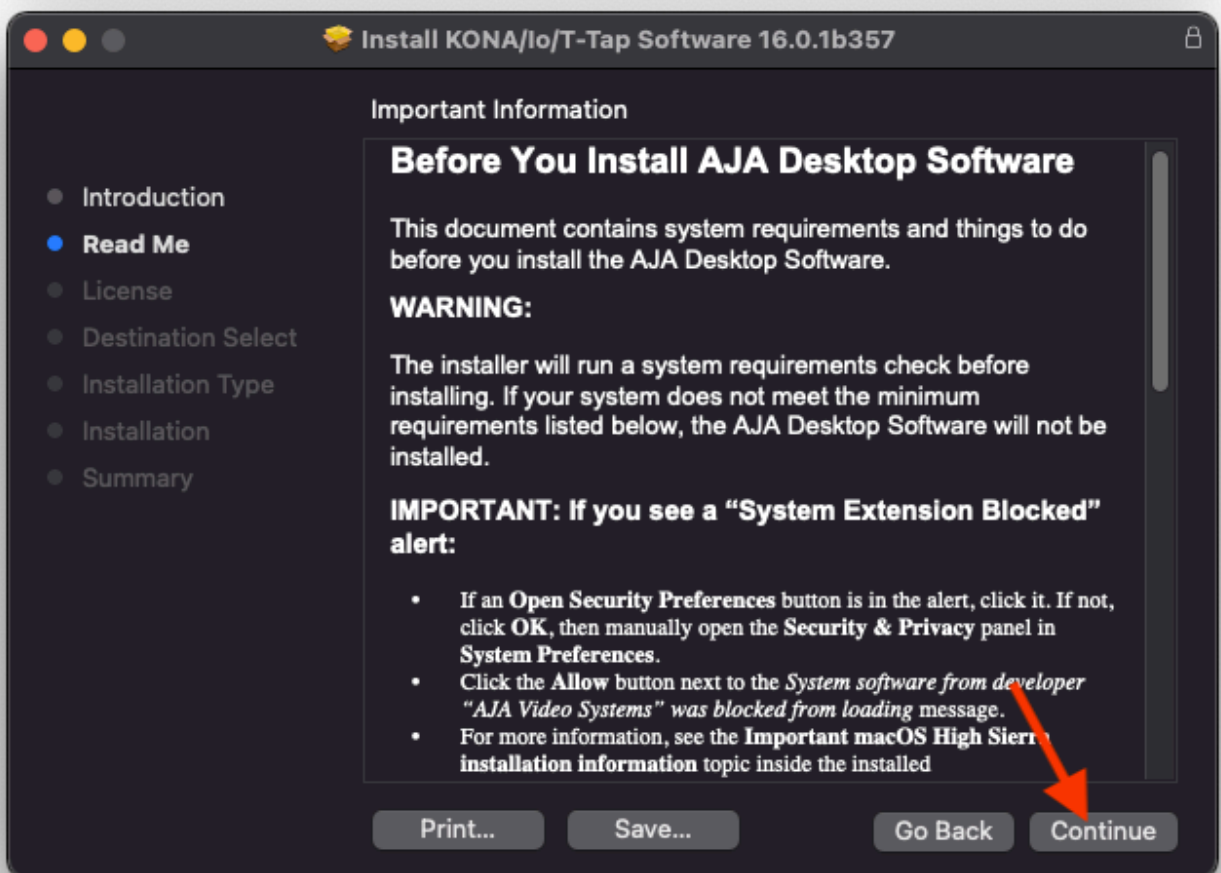 Install KONA/Io/T-Tap Software 16.0.1b357
Important Information
Introduction
Read Me
License
Destination Select
Installation Type
Installation
Summary
Before You Install AJA Desktop Software
This document contains system requirements and things to do
before you install the AJA Desktop Software.
WARNING:
The installer will run a system requirements check before
installing. If your system does not meet the minimum
requirements listed below, the AJA Desktop Software will not be
installed.
IMPORTANT: If you see a “System Extension Blocked”
alert:
• If an Open Security Preferences button is in the alert, click it. If not,
click OK, then manually open the Security & Privacy panel in
System Preferences.
• Click the Allow button next to the System software from developer
“AJA Video Systems” was blocked from loading message.
• For more information, see the Important macOS High Sierra
installation information topic inside the installed
Print...
Save...
Go Back
Continue